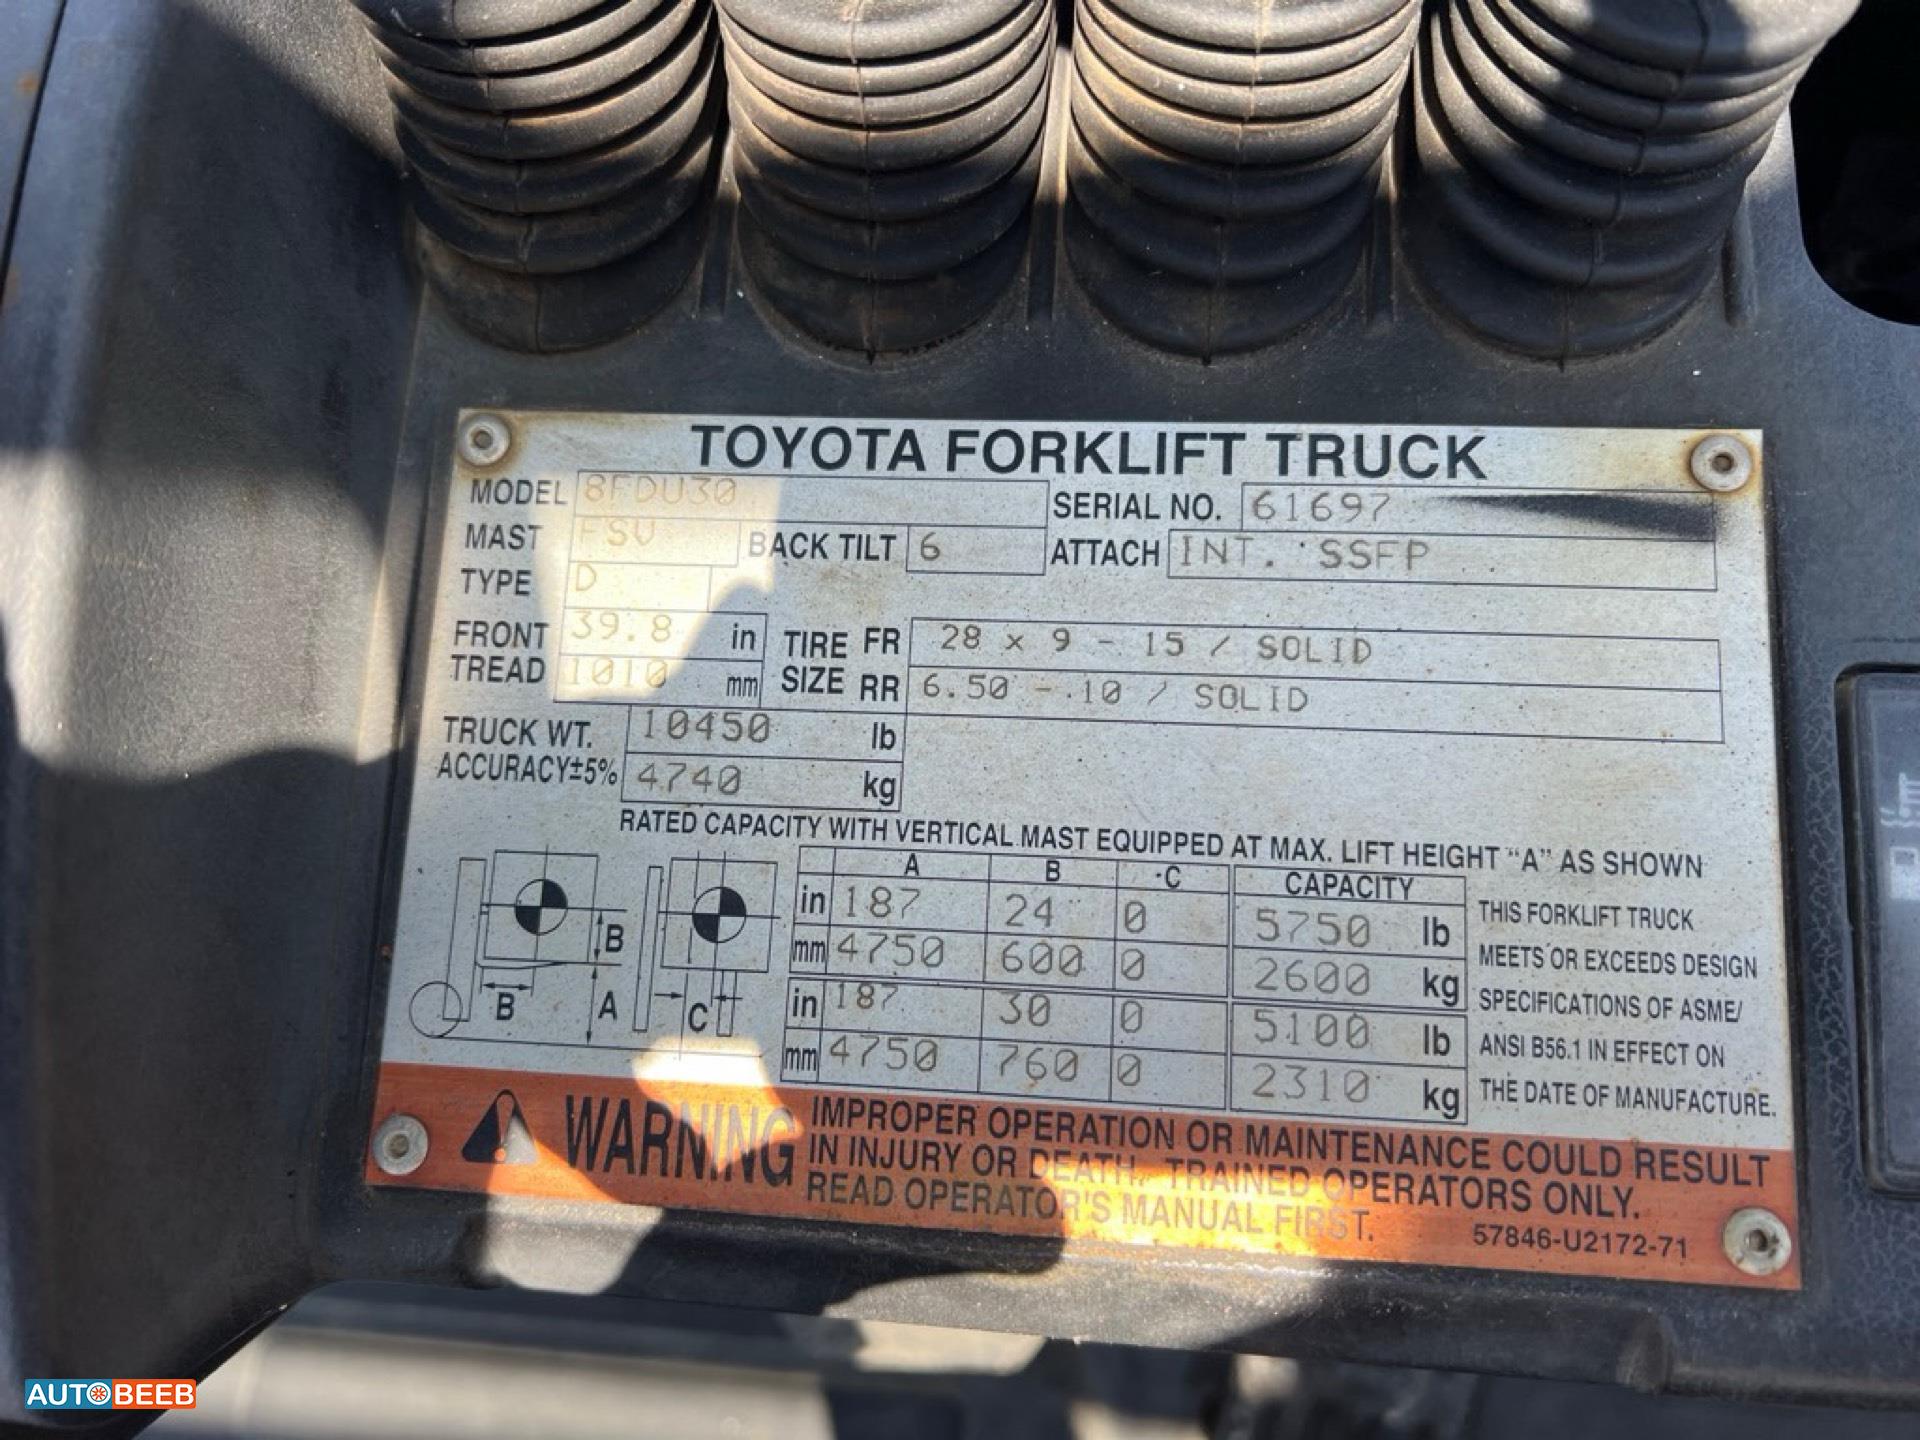 TOYOTA FORKLIFT TRUCK
MODEL 8FDU30 SERIAL NO. 61697
MAST FSV BACK TILT 6 ATTACH INT. SSFP
TYPE D
FRONT TREAD 39.8 in 1010 mm
TIRE SIZE FR 28 x 9 - 15 / SOLID
RR 6.50 - 10 / SOLID
TRUCK WT. 10450 lb
ACCURACY±5% 4740 kg
RATED CAPACITY WITH VERTICAL MAST EQUIPPED AT MAX. LIFT HEIGHT "A" AS SHOWN
A B C CAPACITY
in 187 24 0 5750 lb
mm 4750 600 0 2600 kg
in 187 30 0 5100 lb
mm 4750 760 0 2310 kg
B
B A C
THIS FORKLIFT TRUCK
MEETS OR EXCEEDS DESIGN
SPECIFICATIONS OF ASME/
ANSI B56.1 IN EFFECT ON
THE DATE OF MANUFACTURE.
WARNING
IMPROPER OPERATION OR MAINTENANCE COULD RESULT
IN INJURY OR DEATH. TRAINED OPERATORS ONLY.
READ OPERATOR'S MANUAL FIRST.
57846-U2172-71
AUTOBEEB